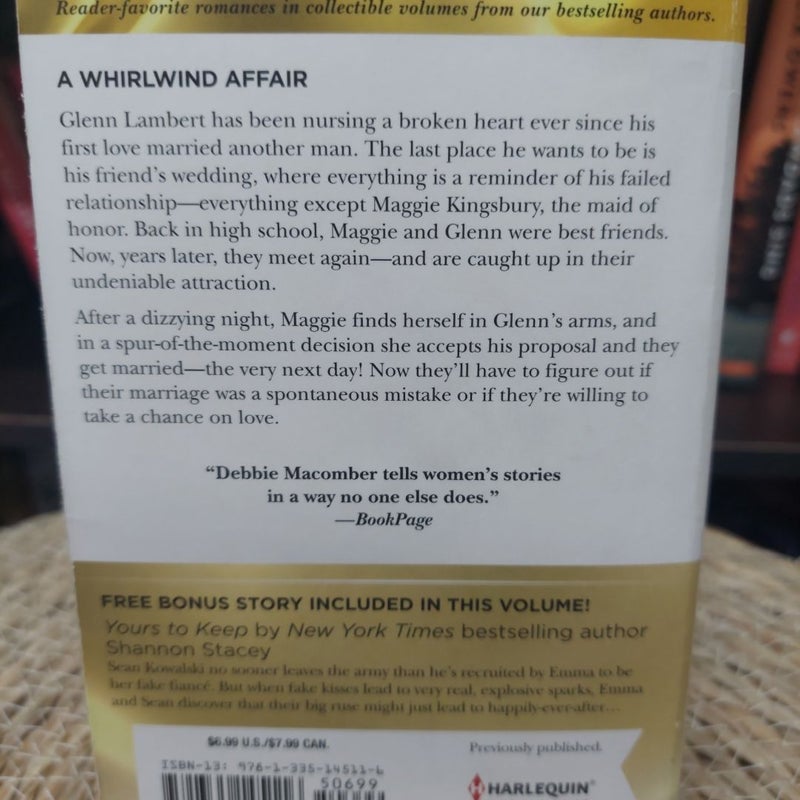 Reader-favorite romances in collectible volumes from our bestselling authors.
A WHIRLWIND AFFAIR
Glenn Lambert has been nursing a broken heart ever since his
first love married another man. The last place he wants to be is
his friend's wedding, where everything is a reminder of his failed
relationship—everything except Maggie Kingsbury, the maid of
honor. Back in high school, Maggie and Glenn were best friends.
Now, years later, they meet again—and are caught up in their
undeniable attraction.
After a dizzying night, Maggie finds herself in Glenn's arms, and
in a spur-of-the-moment decision she accepts his proposal and they
get married—the very next day! Now they'll have to figure out if
their marriage was a spontaneous mistake or if they're willing to
take a chance on love.
“Debbie Macomber tells women's stories
in a way no one else does.”
—BookPage
FREE BONUS STORY INCLUDED IN THIS VOLUME!
Yours to Keep by New York Times bestselling author
Shannon Stacey
Sean Kowalski no sooner leaves the army than he's recruited by Emma to be
her fake fiancé. But when fake kisses lead to very real, explosive sparks, Emma
and Sean discover that their big ruse might just lead to happily-ever-after…
$6.99 U.S./$7.99 CAN.
Previously published.
ISBN-13: 978-1-335-14511-6
50699
HARLEQUIN®